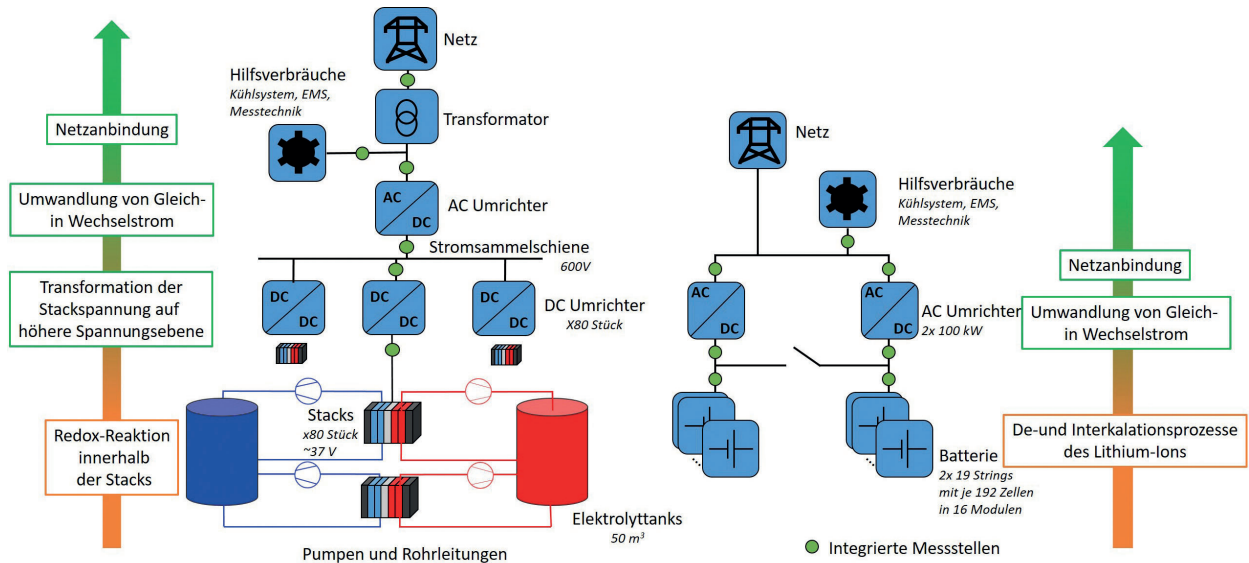 Netzanbindung
Umwandlung von Gleich-
in Wechselstrom
Transformation der
Stackspannung auf
höhere Spannungsebene
Redox-Reaktion
innerhalb
der Stacks
Netz
Hilfsverbräuche
Kühlsystem, EMS,
Messtechnik
Transformator
AC
DC
AC Umrichter
Stromsammelschiene
600V
DC
DC
DC
DC
DC
DC
DC Umrichter
X80 Stück
Stacks
x80 Stück
~37 V
Elektrolyttanks
50 m³
Pumpen und Rohrleitungen
Netz
Hilfsverbräuche
Kühlsystem, EMS,
Messtechnik
AC
DC
AC
DC
AC Umrichter
2x 100 kW
Batterie
2x 19 Strings
mit je 192 Zellen
in 16 Modulen
Integrierte Messstellen
Netzanbindung
Umwandlung von Gleich-
in Wechselstrom
De-und Interkalationsprozesse
des Lithium-Ions